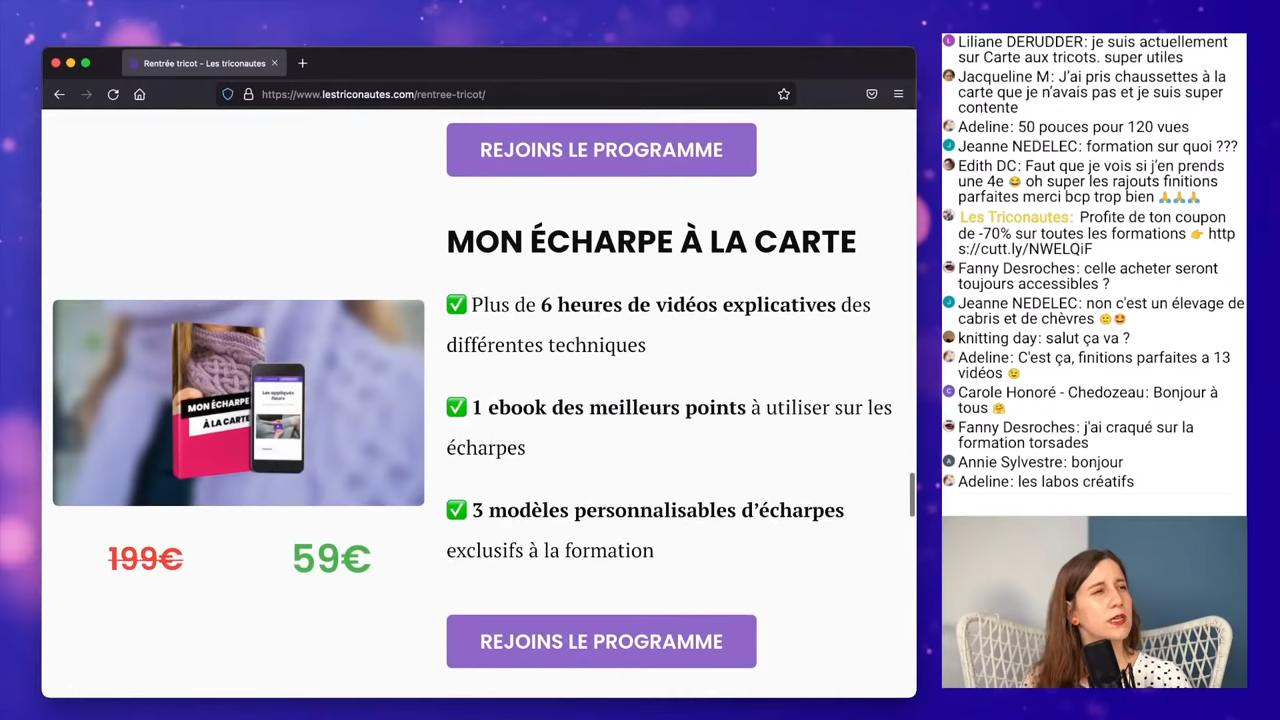 Rentrée tricot – Les triconautes
https://www.lestriconautes.com/rentree-tricot/
REJOINS LE PROGRAMME
MON ÉCHARPE À LA CARTE
✅ Plus de 6 heures de vidéos explicatives des
différentes techniques
✅ 1 ebook des meilleurs points à utiliser sur les
écharpes
✅ 3 modèles personnalisables d’écharpes
exclusifs à la formation
MON ÉCHARPE
À LA CARTE
Les appliqués
fleurs
199€
59€
REJOINS LE PROGRAMME
Liliane DERUDDER: je suis actuellement
sur Carte aux tricots. super utiles
Jacqueline M: J’ai pris chaussettes à la
carte que je n’avais pas et je suis super
contente
Adeline: 50 pouces pour 120 vues
Jeanne NEDELEC: formation sur quoi ???
Edith DC: Faut que je vois si j’en prends
une 4e 😂 oh super les rajouts finitions
parfaites merci bcp trop bien 🙏🙏🙏
Les Triconautes: Profite de ton coupon
de -70% sur toutes les formations 👉 http
s://cutt.ly/NWELQiF
Fanny Desroches: celle acheter seront
toujours accessibles ?
Jeanne NEDELEC: non c'est un élevage de
cabris et de chèvres 🙂🤩
knitting day: salut ça va ?
Adeline: C'est ça, finitions parfaites a 13
vidéos 😉
Carole Honoré - Chedozeau: Bonjour à
tous 🤗
Fanny Desroches: j'ai craqué sur la
formation torsades
Annie Sylvestre: bonjour
Adeline: les labos créatifs